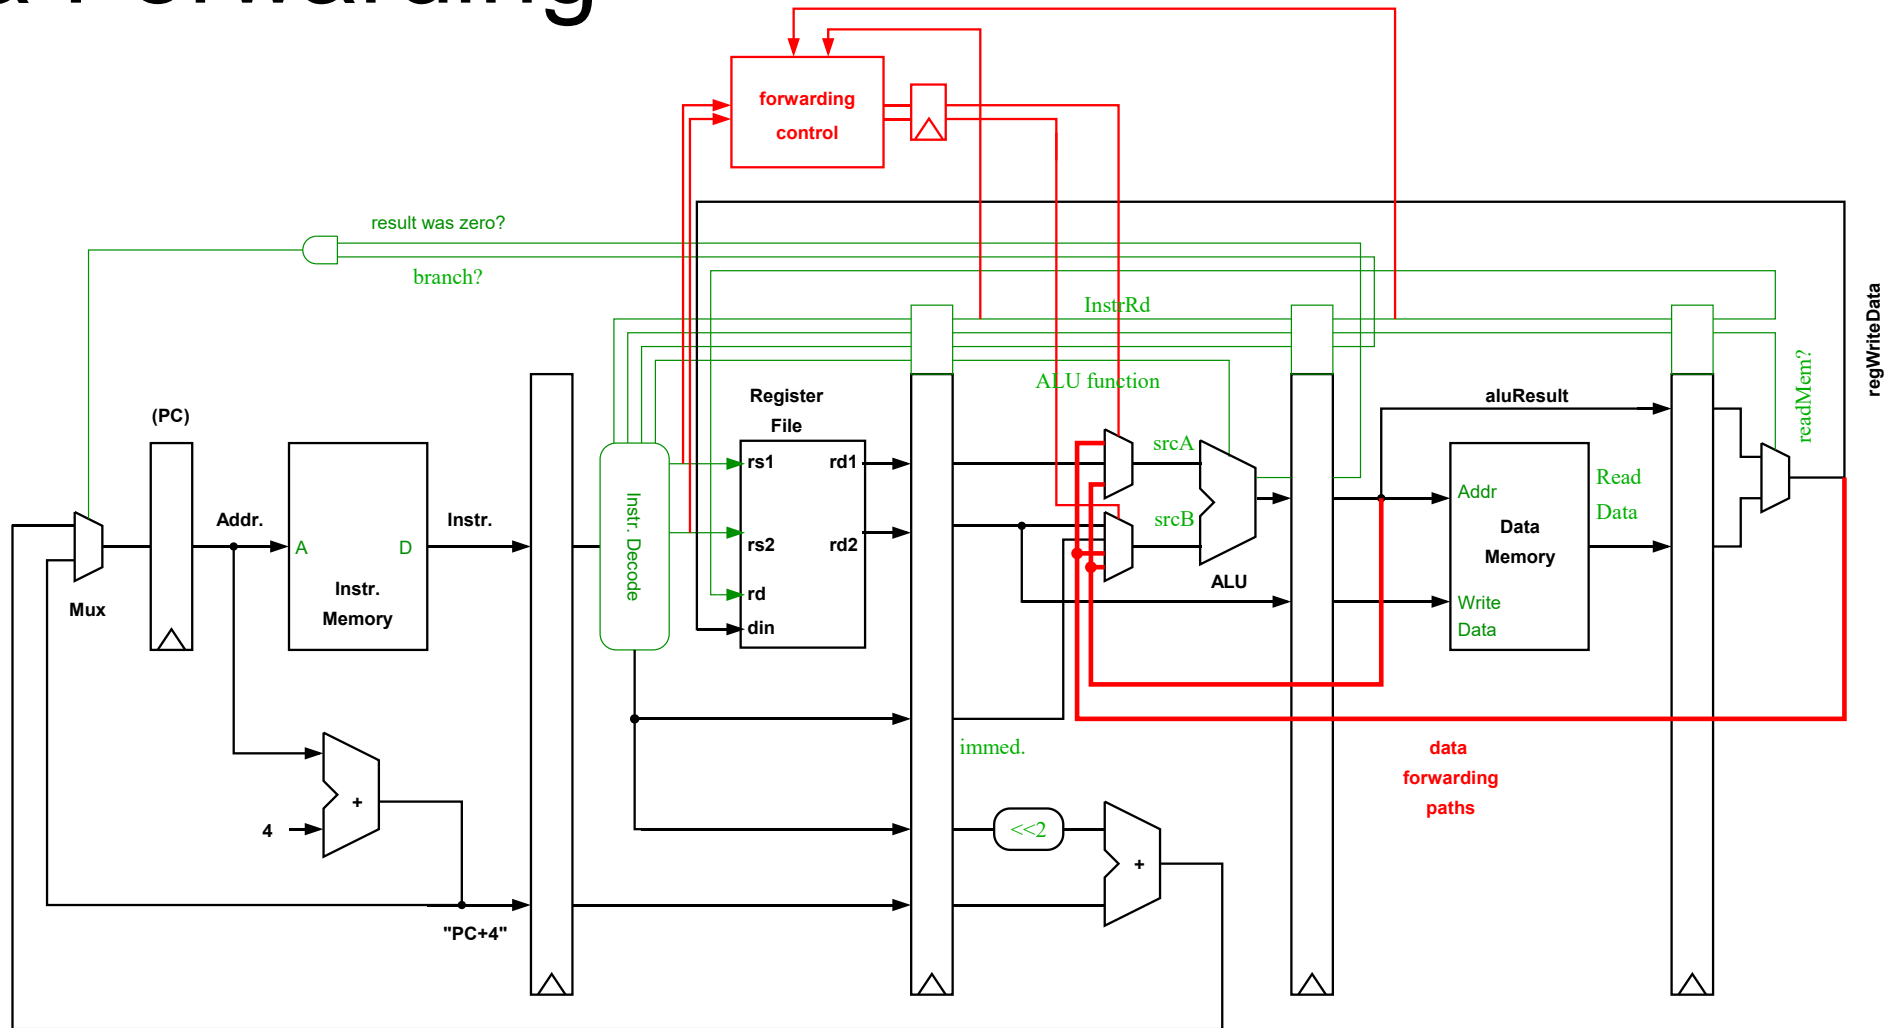 a Forwarding
forwarding
control
result was zero?
branch?
InstrRd
ALU function
regWriteData
readMem?
(PC)
Register
File
aluResult
rs1
rd1
srcA
Addr.
Instr.
A
D
Instr.
Memory
Instr. Decode
rs2
rd2
srcB
rd
din
ALU
Addr
Data
Memory
Read
Data
Write
Data
Mux
immed.
data
forwarding
paths
4
+
<<2
+
"PC+4"